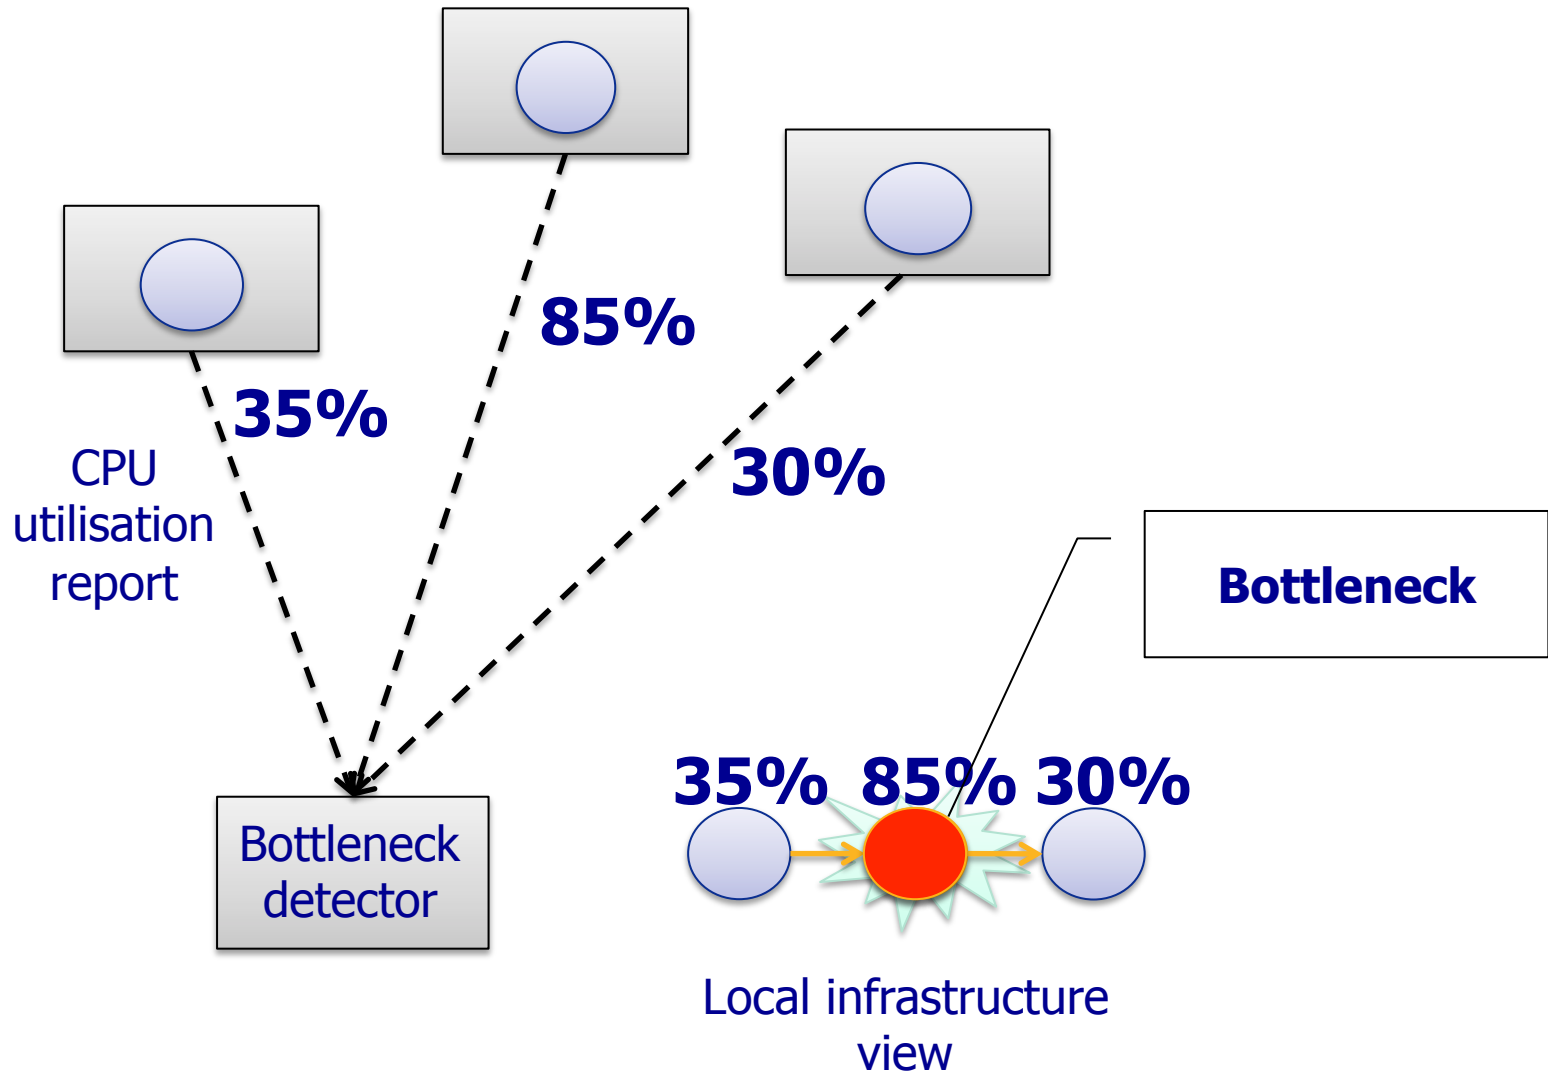 85%
35%
CPU
utilisation
report
30%
Bottleneck
35% 85% 30%
Bottleneck
detector
Local infrastructure
view